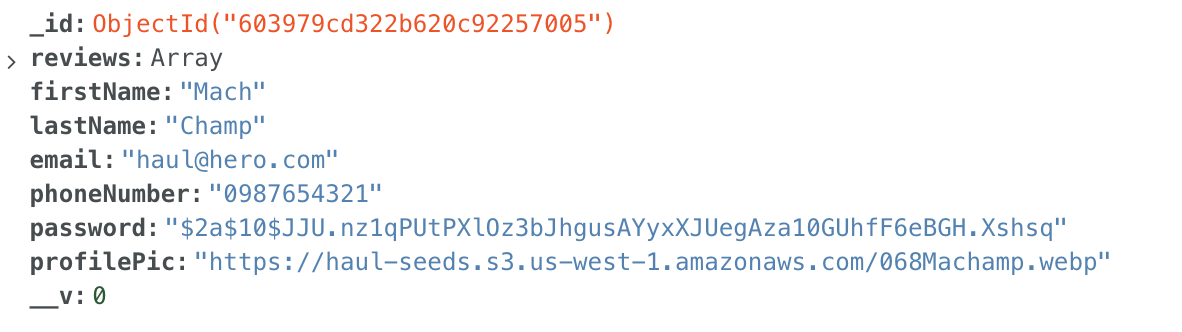 _id: ObjectId("603979cd322b620c92257005")
> reviews: Array
firstName: "Mach"
lastName: "Champ"
email: "haul@hero.com"
phoneNumber: "0987654321"
password: "$2a$10$JJU.nz1qPUtPXlOz3bJhgusAYyxXJUegAza10GUhfF6eBGH.Xshsq"
profilePic: "https://haul-seeds.s3.us-west-1.amazonaws.com/068Machamp.webp"
__v: 0